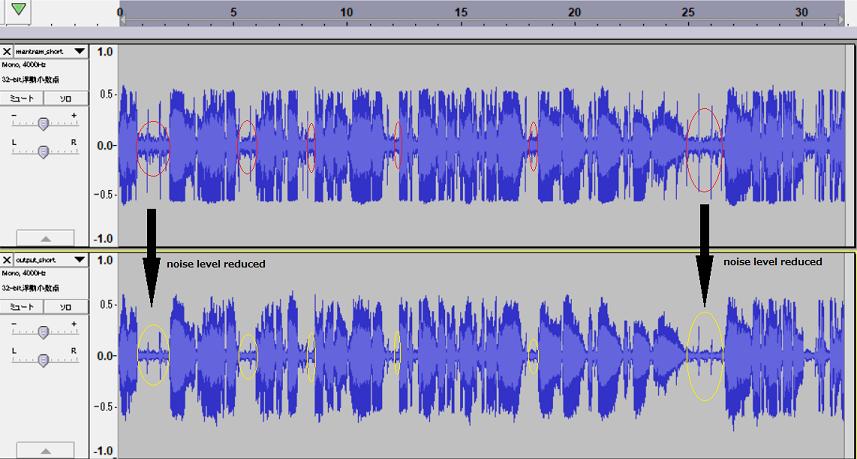 0 5 10 15 20 25 30
mantram_short
Mono, 4000Hz
32-bit浮動小数点
ミュート ソロ
- +
L R
1.0
0.5-
0.0-
-0.5-
-1.0
noise level reduced
noise level reduced
output_short
Mono, 4000Hz
32-bit浮動小数点
ミュート ソロ
- +
L R
1.0
0.5-
0.0-
-0.5-
-1.0